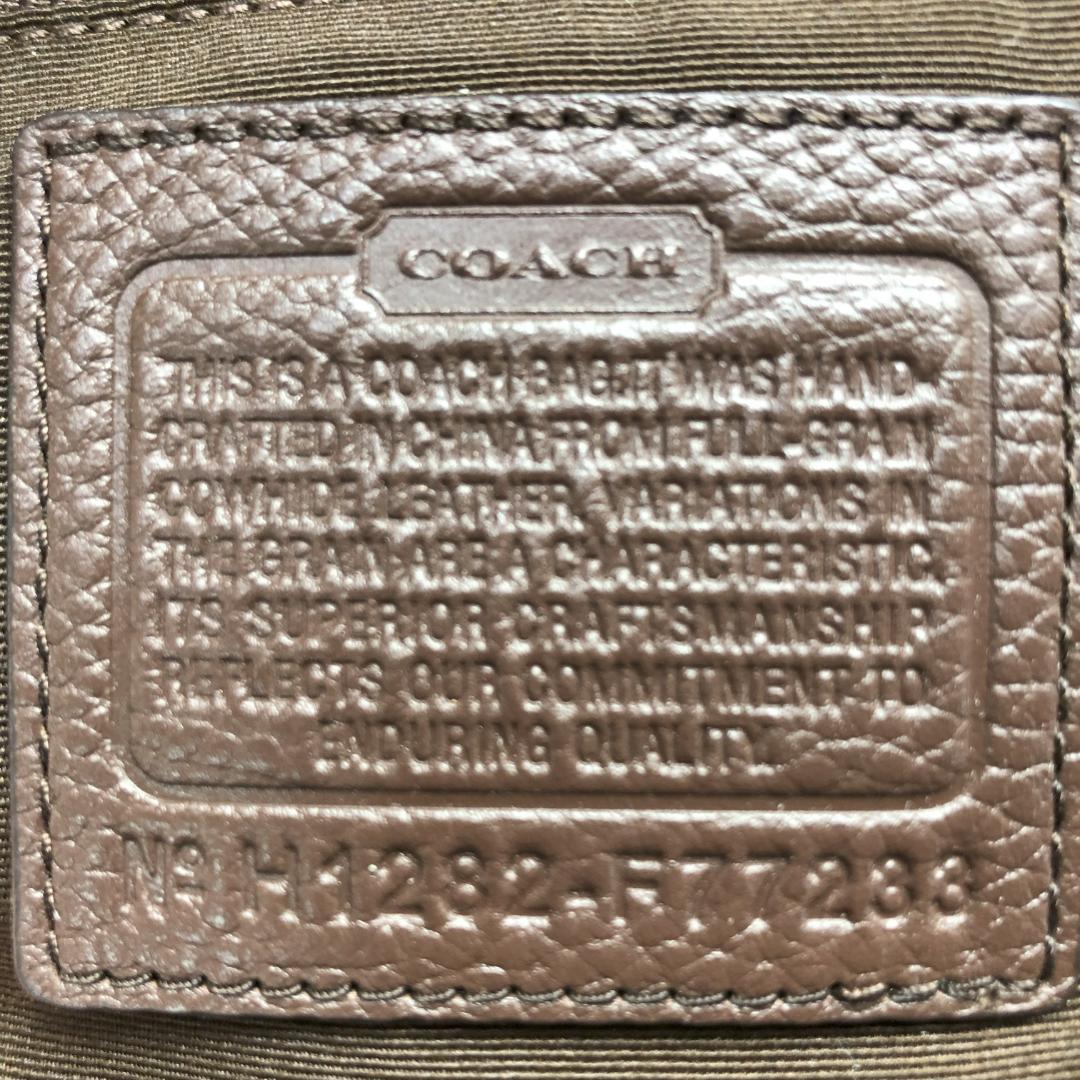 COACH
THIS IS A COACH BAG. IT WAS HAND-
CRAFTED IN CHINA FROM FULL-GRAIN
COWHIDE LEATHER. VARIATIONS IN
THE GRAIN ARE A CHARACTERISTIC.
ITS SUPERIOR CRAFTSMANSHIP
REFLECTS OUR COMMITMENT TO
ENDURING QUALITY.
Nº H1282-F77233